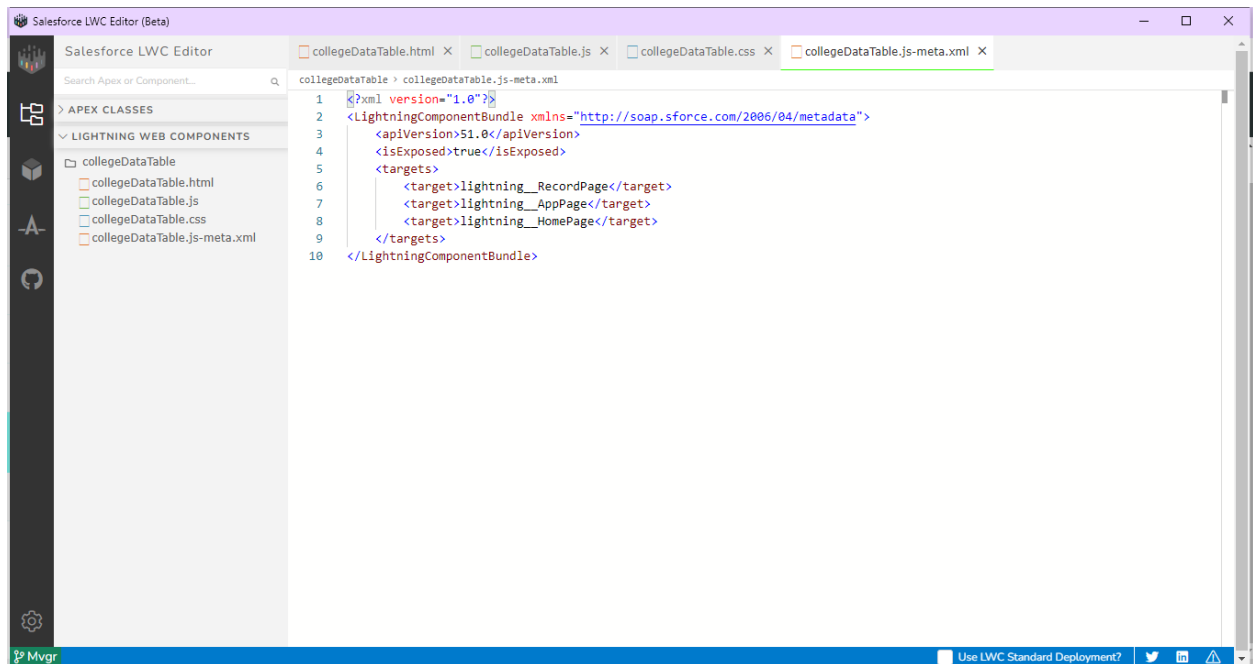 Salesforce LWC Editor (Beta)
Salesforce LWC Editor
Search Apex or Component...
APEX CLASSES
LIGHTNING WEB COMPONENTS
collegeDataTable
collegeDataTable.html
collegeDataTable.js
collegeDataTable.css
collegeDataTable.js-meta.xml
collegeDataTable.html
collegeDataTable.js
collegeDataTable.css
collegeDataTable.js-meta.xml
collegeDataTable > collegeDataTable.js-meta.xml
1 <?xml version="1.0"?>
2 <LightningComponentBundle xmlns="http://soap.sforce.com/2006/04/metadata">
3 <apiVersion>51.0</apiVersion>
4 <isExposed>true</isExposed>
5 <targets>
6 <target>lightning__RecordPage</target>
7 <target>lightning__AppPage</target>
8 <target>lightning__HomePage</target>
9 </targets>
10 </LightningComponentBundle>
Mvgr
Use LWC Standard Deployment?
in